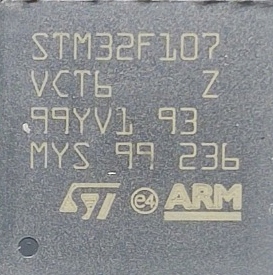 STM32F107
VCT6 Z
99YV1 93
MYS 99 236
ST e4 ARM